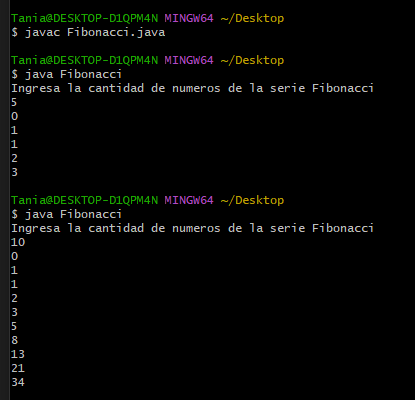 Tania@DESKTOP-D1QPM4N MINGW64 ~/Desktop
$ javac Fibonacci.java
Tania@DESKTOP-D1QPM4N MINGW64 ~/Desktop
$ java Fibonacci
Ingresa la cantidad de numeros de la serie Fibonacci
5
0
1
1
2
3
Tania@DESKTOP-D1QPM4N MINGW64 ~/Desktop
$ java Fibonacci
Ingresa la cantidad de numeros de la serie Fibonacci
10
0
1
1
2
3
5
8
13
21
34